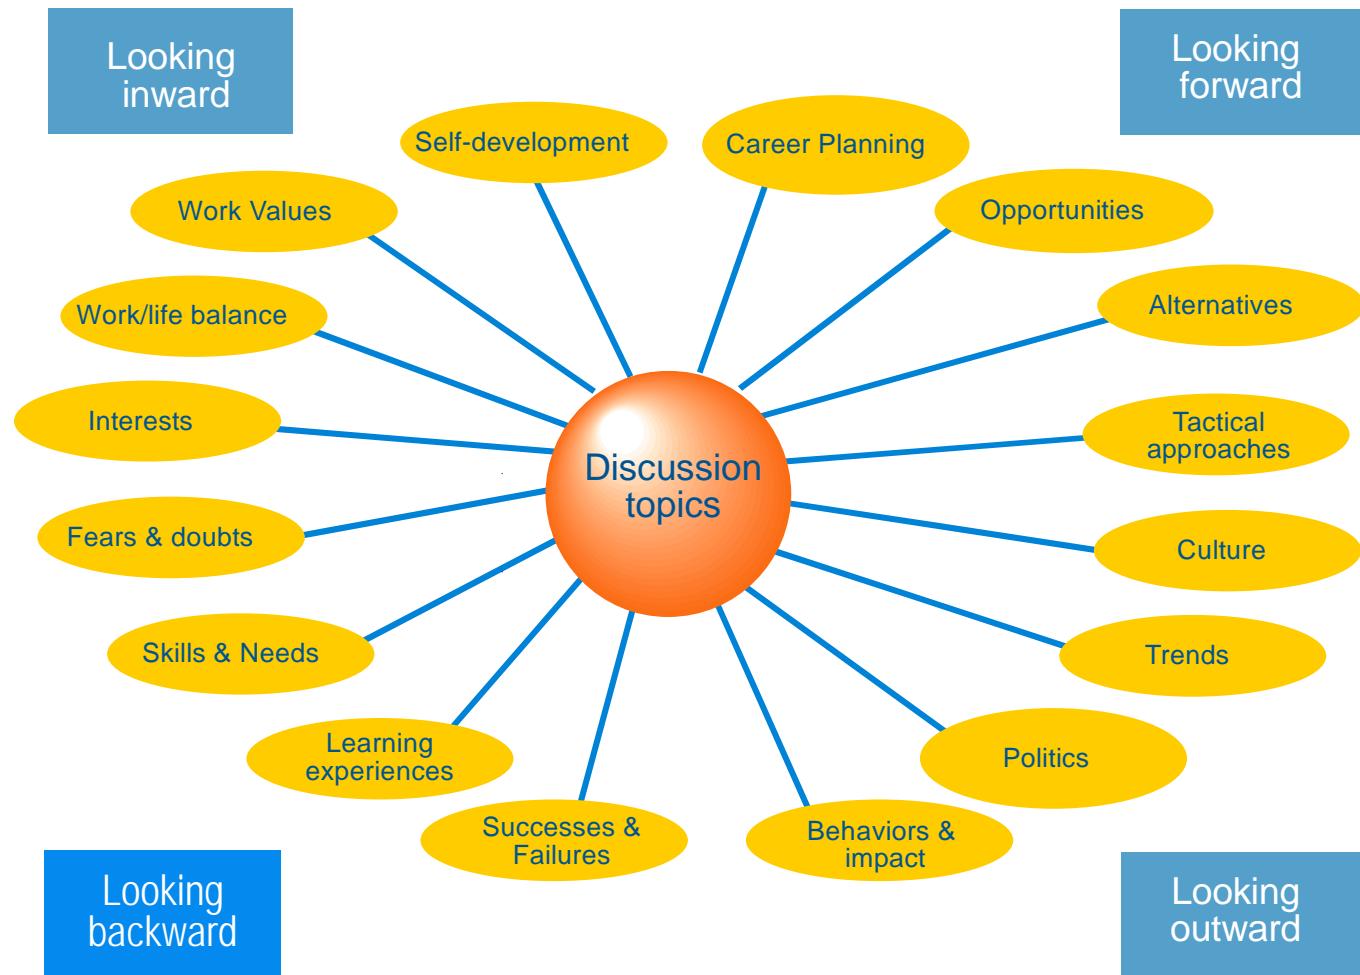 Looking
inward
Looking
forward
Self-development
Career Planning
Work Values
Opportunities
Work/life balance
Alternatives
Interests
Tactical
approaches
Discussion
topics
Fears & doubts
Culture
Skills & Needs
Trends
Learning
experiences
Politics
Successes &
Failures
Behaviors &
impact
Looking
backward
Looking
outward